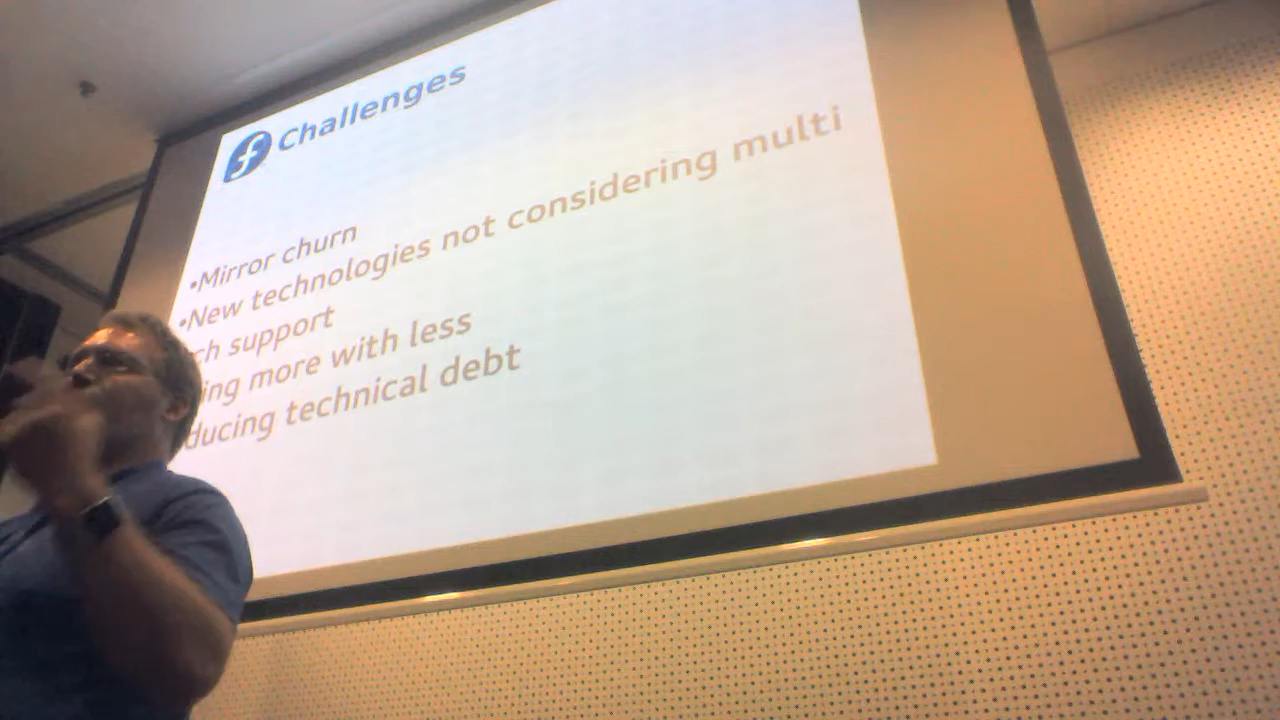 Challenges
•Mirror churn
•New technologies not considering multi
ch support
ing more with less
ducing technical debt